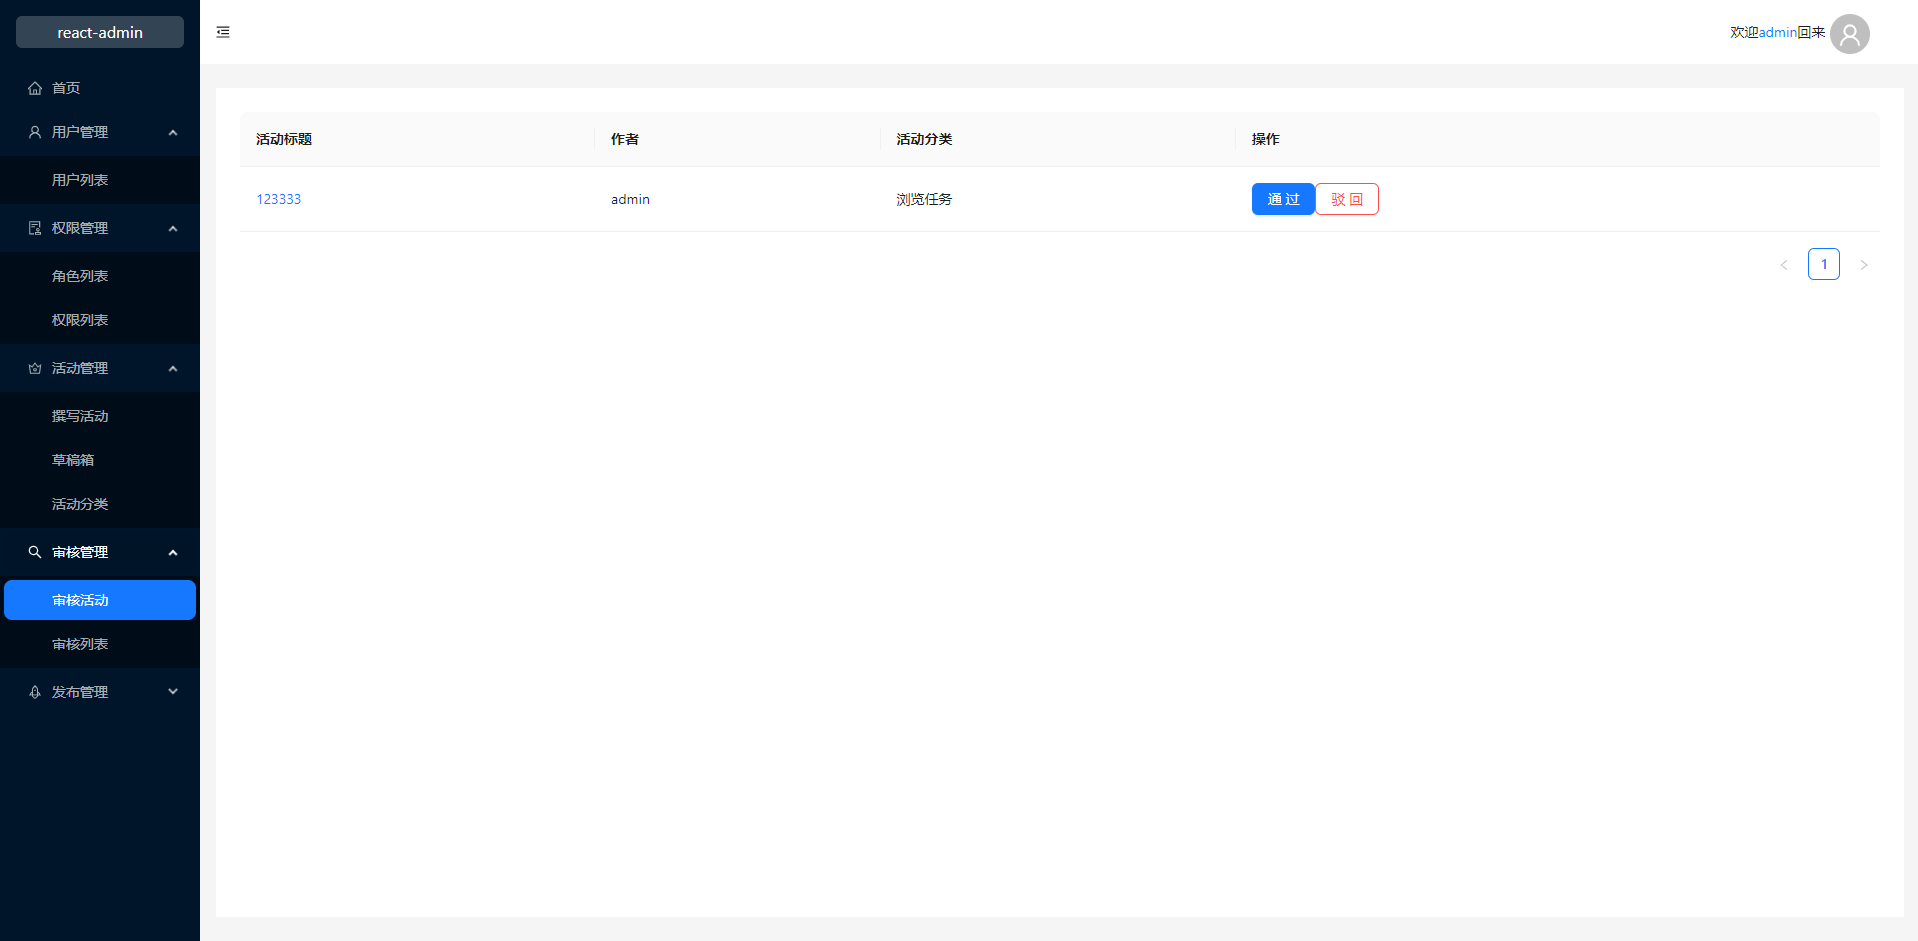 react-admin
首页
用户管理
用户列表
权限管理
角色列表
权限列表
活动管理
撰写活动
草稿箱
活动分类
审核管理
审核活动
审核列表
发布管理
欢迎admin回来
活动标题 作者 活动分类 操作
123333 admin 浏览任务 通过 驳回
1